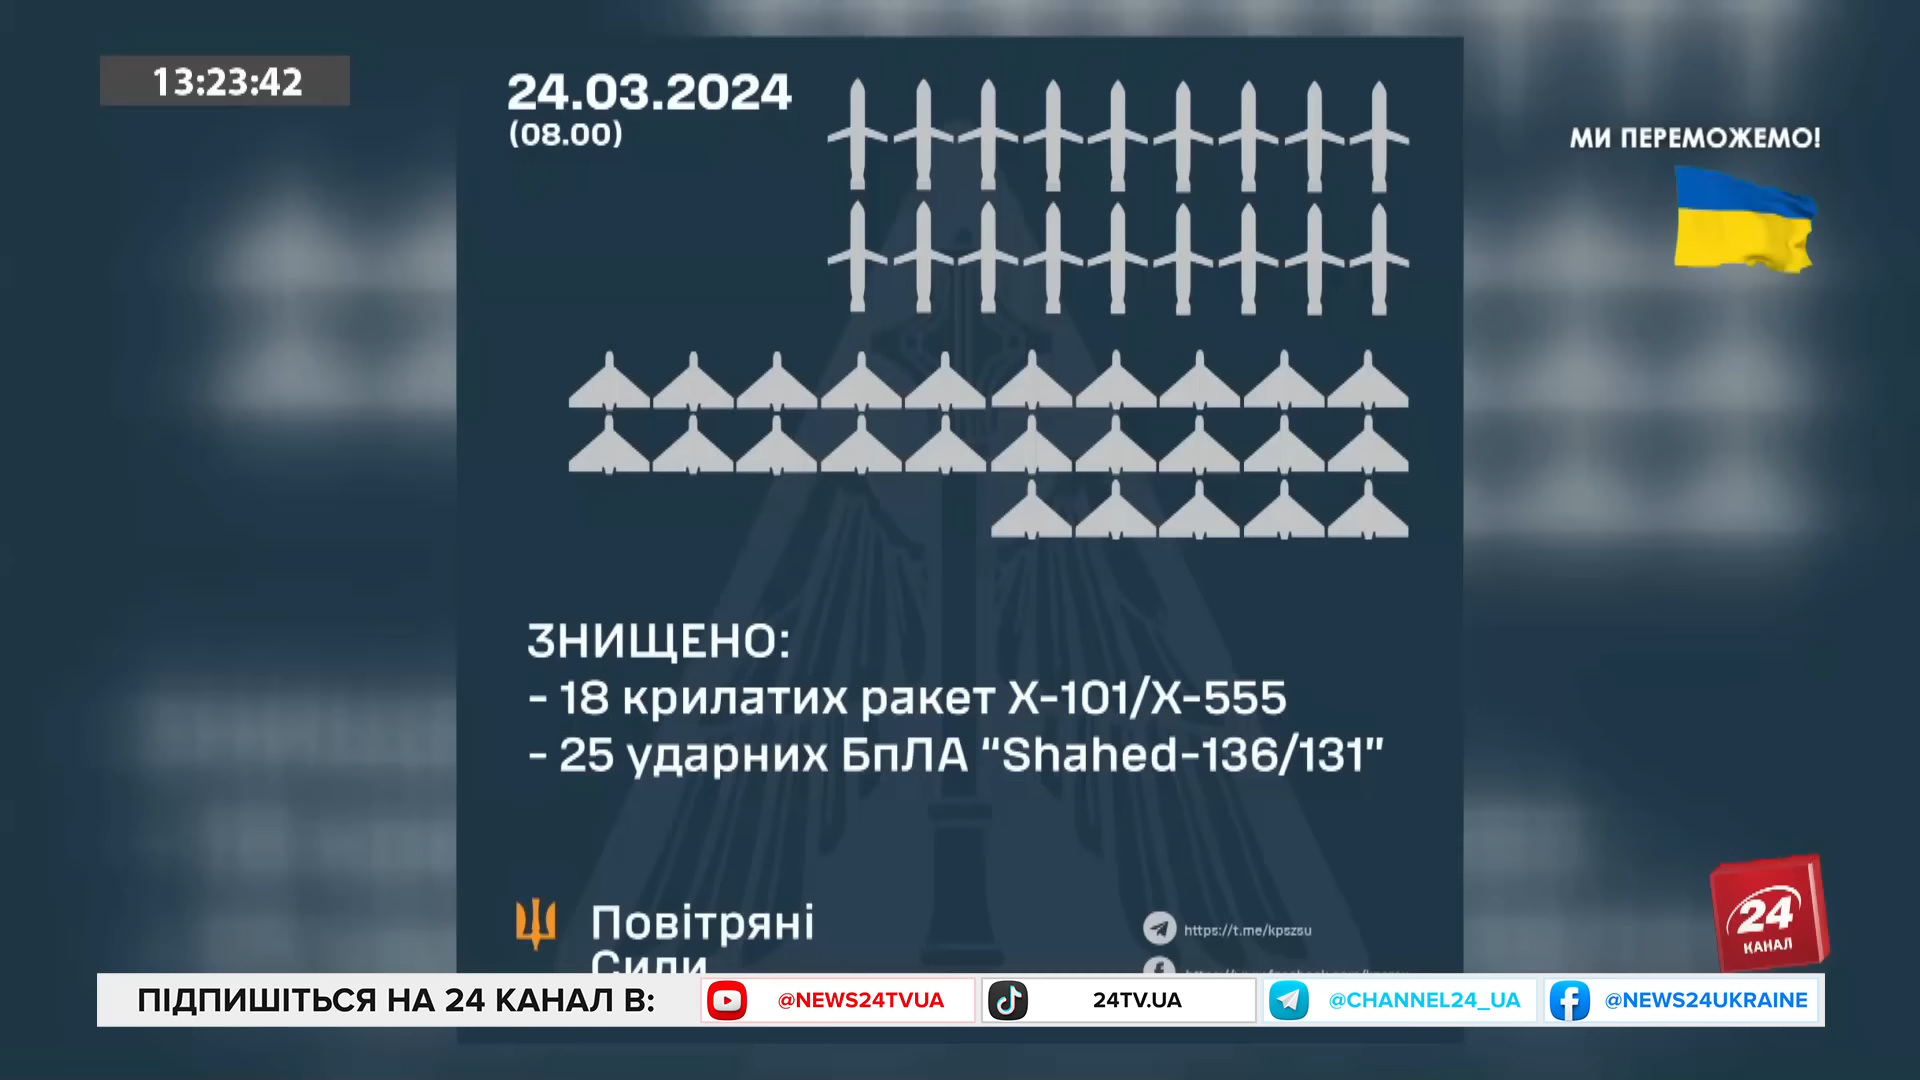 13:23:42
24.03.2024
(08.00)
МИ ПЕРЕМОЖЕМО!
ЗНИЩЕНО:
- 18 крилатих ракет Х-101/Х-555
- 25 ударних БпЛА “Shahed-136/131”
Повітряні
Сили
https://t.me/kpszsu
24
КАНАЛ
ПІДПИШІТЬСЯ НА 24 КАНАЛ В:
@NEWS24TVUA
24TV.UA
@CHANNEL24_UA
@NEWS24UKRAINE